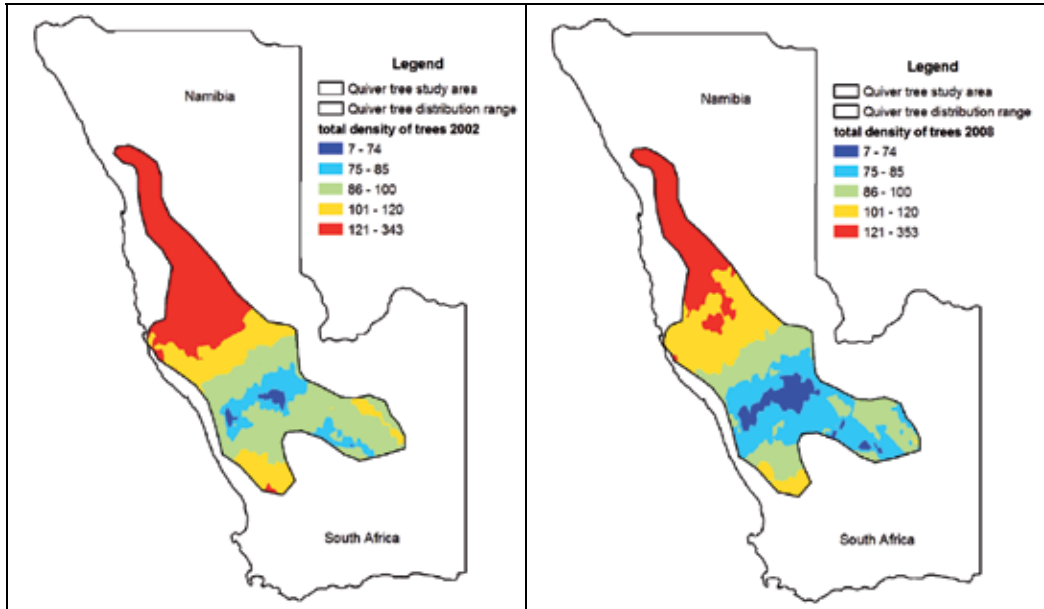 Legend
Quiver tree study area
Quiver tree distribution range
total density of trees 2002
7 - 74
75 - 85
86 - 100
101 - 120
121 - 343
Namibia
South Africa
Legend
Quiver tree study area
Quiver tree distribution range
total density of trees 2008
7 - 74
75 - 85
86 - 100
101 - 120
121 - 353
Namibia
South Africa